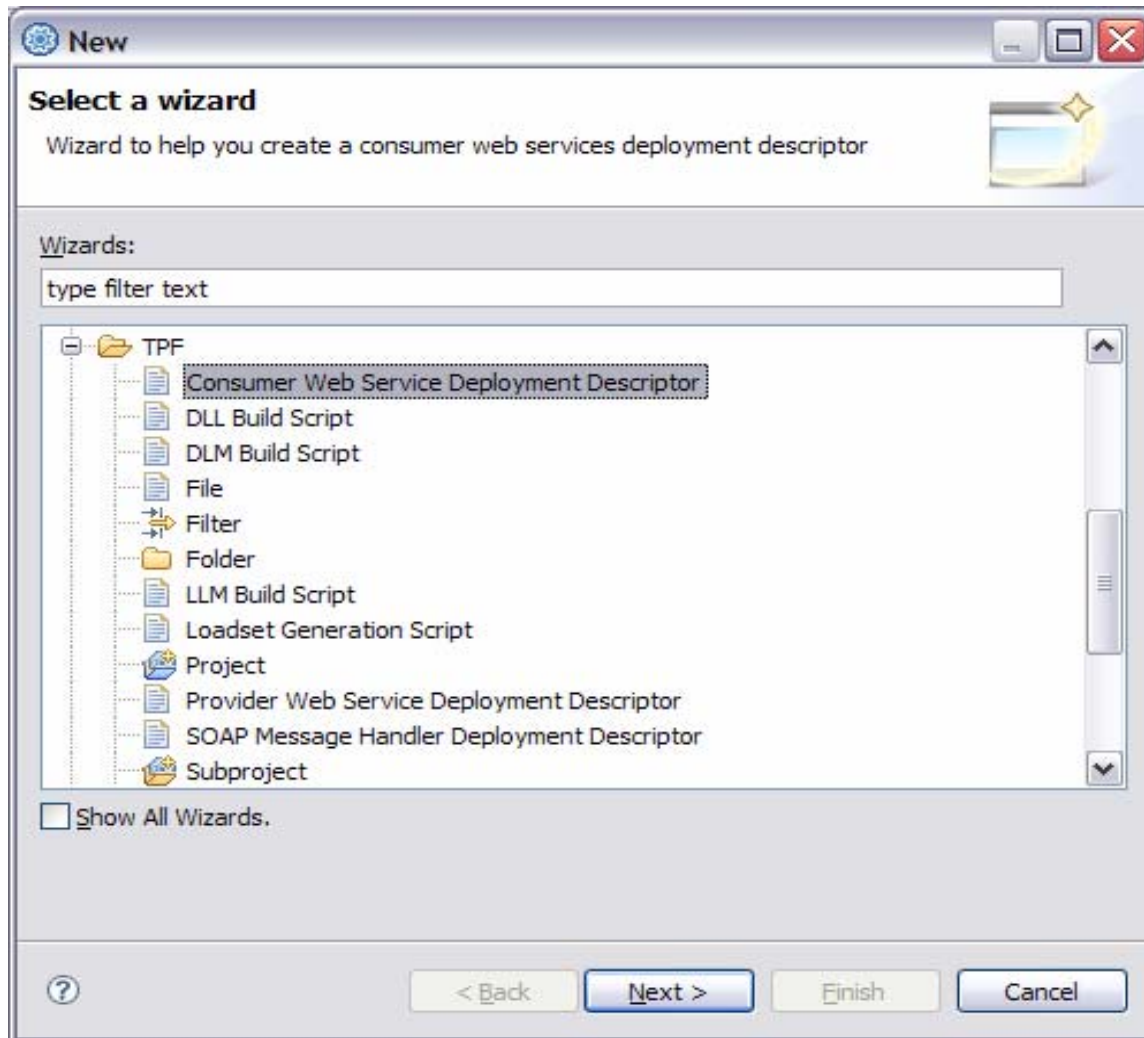 New
Select a wizard
Wizard to help you create a consumer web services deployment descriptor
Wizards:
type filter text
TPF
Consumer Web Service Deployment Descriptor
DLL Build Script
DLM Build Script
File
Filter
Folder
LLM Build Script
Loadset Generation Script
Project
Provider Web Service Deployment Descriptor
SOAP Message Handler Deployment Descriptor
Subproject
Show All Wizards.
? < Back Next > Finish Cancel